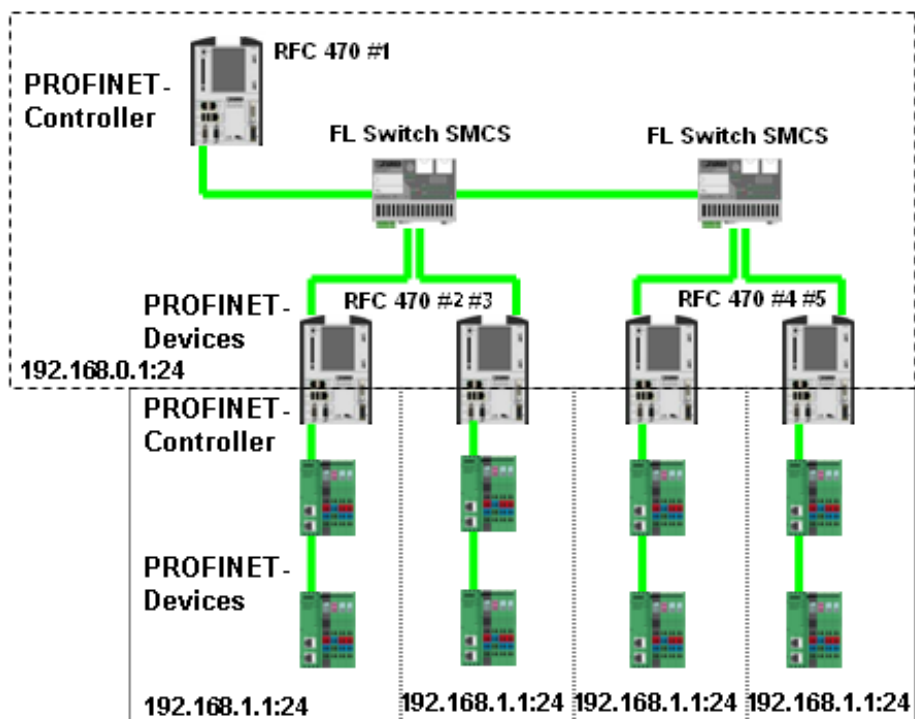 RFC 470 #1
PROFINET-
Controller
FL Switch SMCS
FL Switch SMCS
PROFINET-
Devices
RFC 470 #2 #3
RFC 470 #4 #5
192.168.0.1:24
PROFINET-
Controller
PROFINET-
Devices
192.168.1.1:24
192.168.1.1:24
192.168.1.1:24
192.168.1.1:24